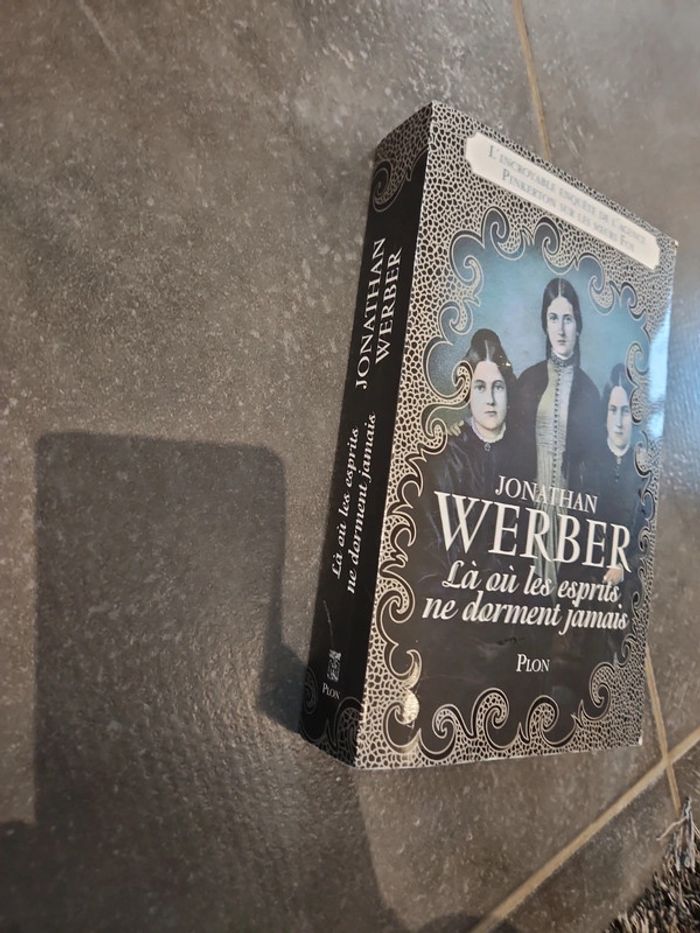 L'incroyable enquête de l'agence
Pinkerton sur les sœurs Fox
JONATHAN
WERBER
Là où les esprits
ne dorment jamais
PLON
JONATHAN
WERBER
Là où les esprits
ne dorment jamais
PLON